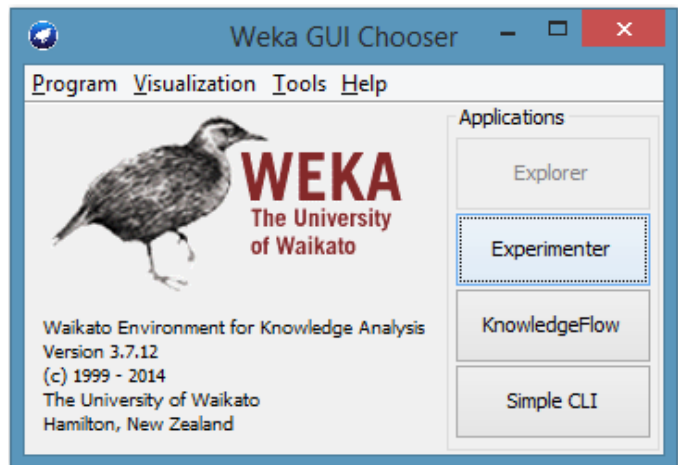 Weka GUI Chooser
Program Visualization Tools Help
WEKA
The University
of Waikato
Waikato Environment for Knowledge Analysis
Version 3.7.12
(c) 1999 - 2014
The University of Waikato
Hamilton, New Zealand
Applications
Explorer
Experimenter
KnowledgeFlow
Simple CLI